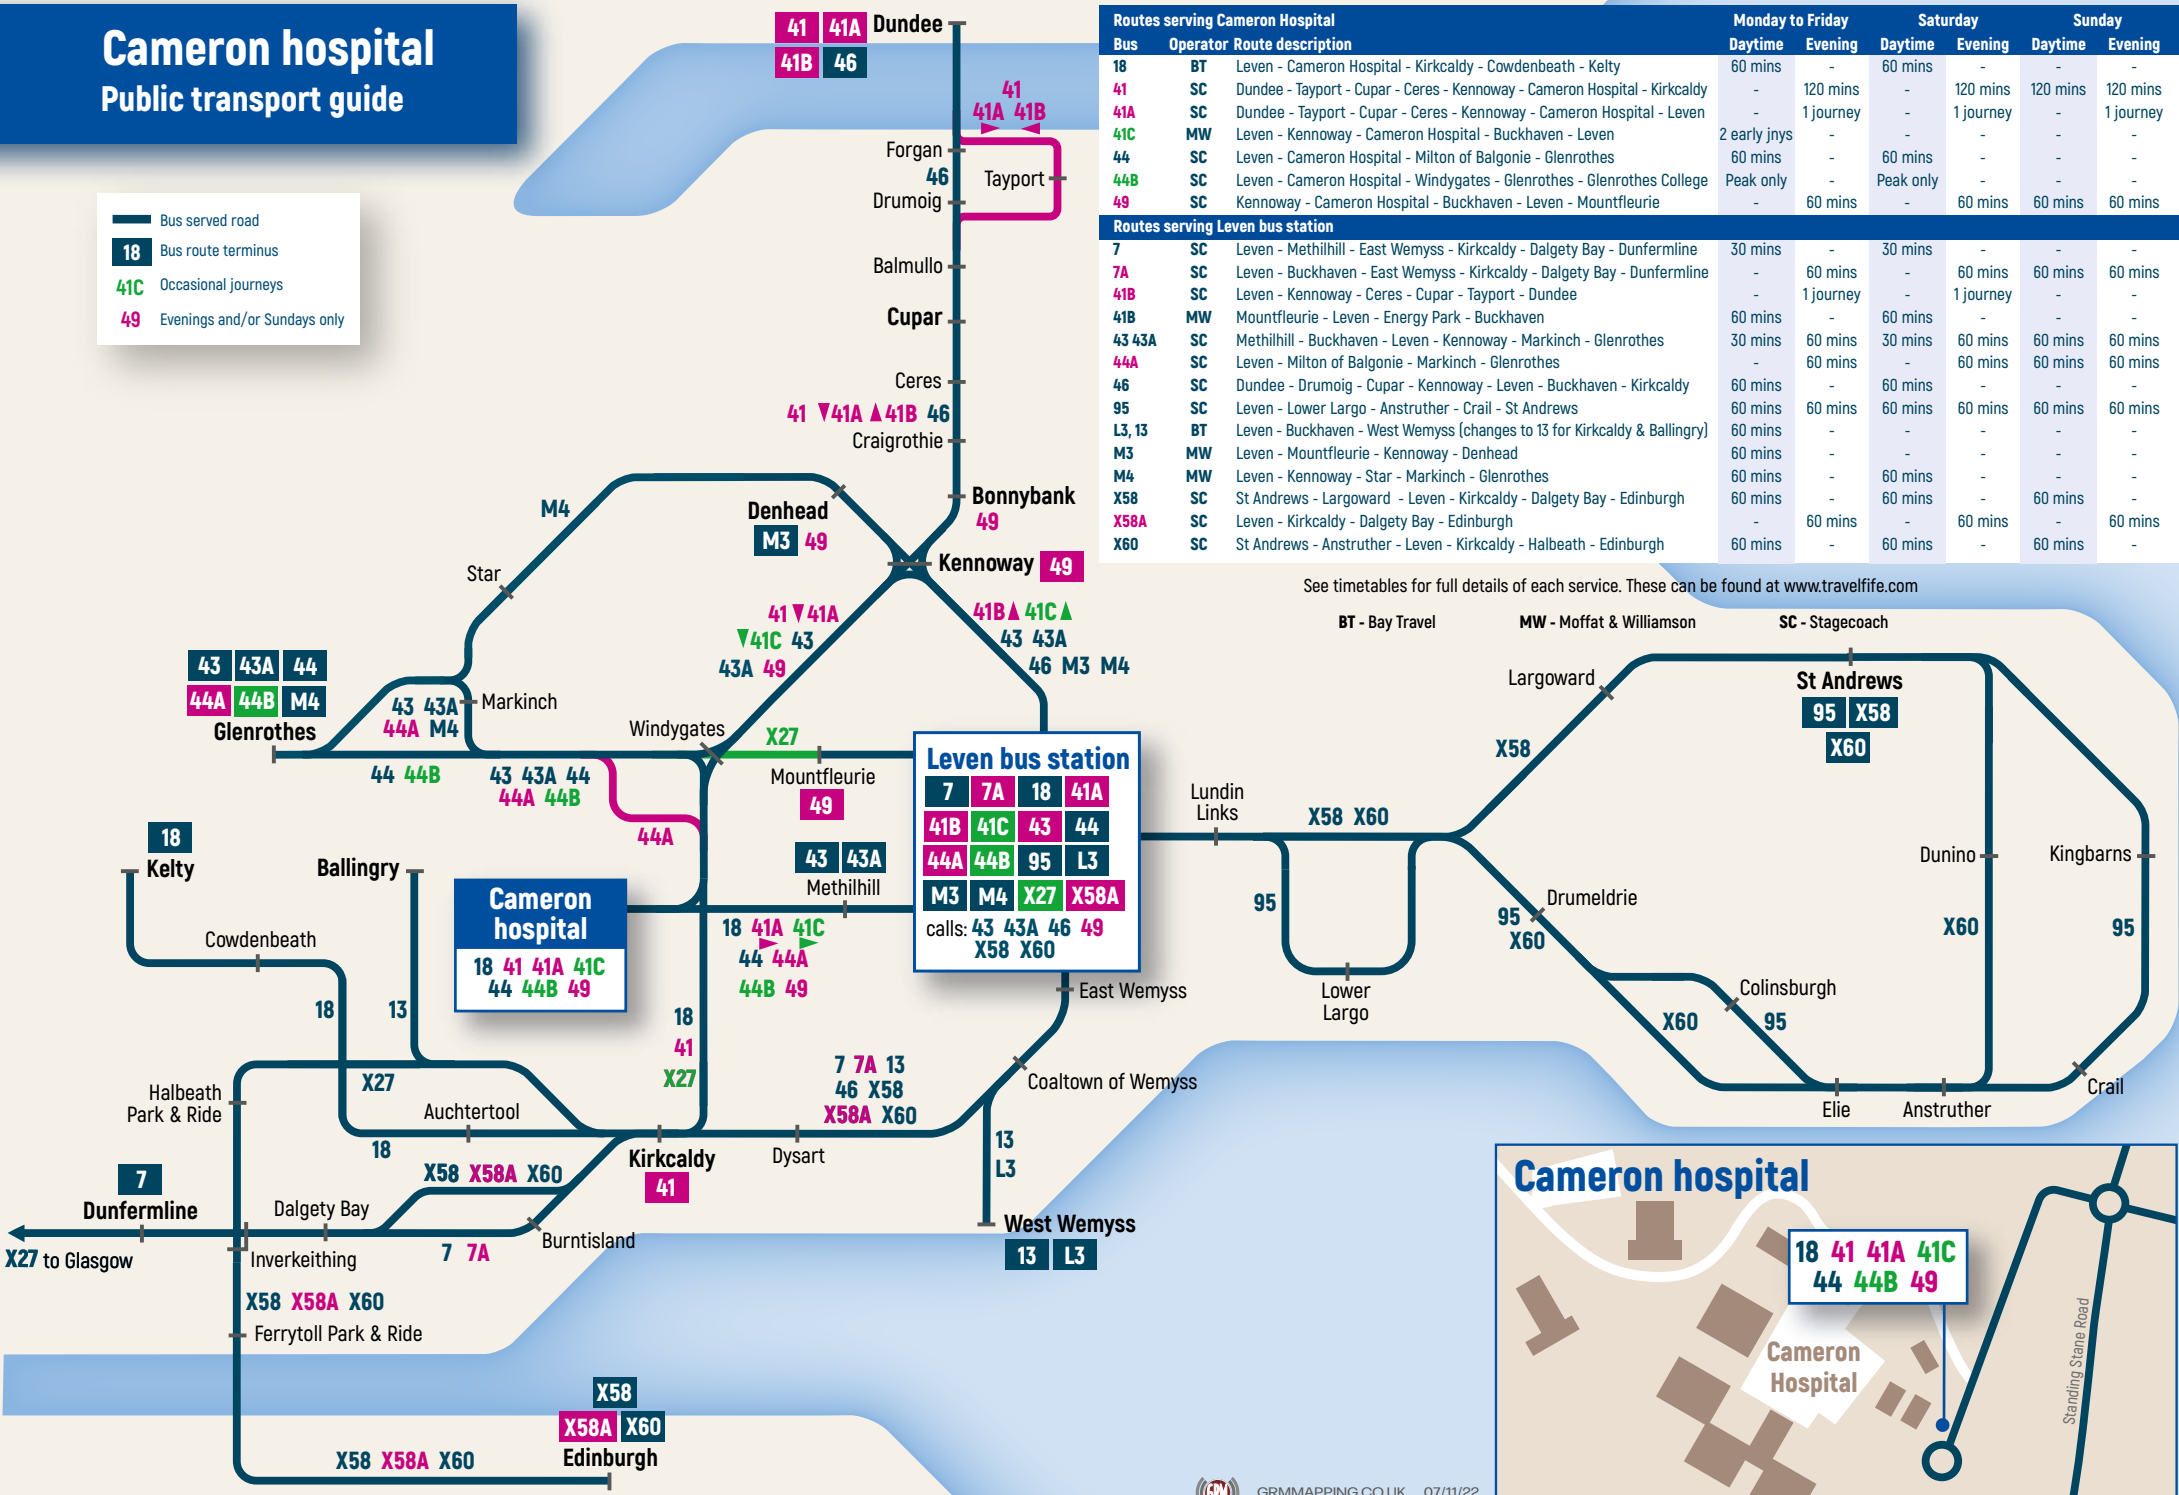 Cameron hospital
Public transport guide
Bus served road
18 Bus route terminus
41C Occasional journeys
49 Evenings and/or Sundays only
Routes serving Cameron Hospital Monday to Friday Saturday Sunday
Bus Operator Route description Daytime Evening Daytime Evening Daytime Evening
18 BT Leven - Cameron Hospital - Kirkcaldy - Cowdenbeath - Kelty 60 mins - 60 mins - - -
41 SC Dundee - Tayport - Cupar - Ceres - Kennoway - Cameron Hospital - Kirkcaldy - 120 mins - 120 mins 120 mins 120 mins
41A SC Dundee - Tayport - Cupar - Ceres - Kennoway - Cameron Hospital - Leven - 1 journey - 1 journey - 1 journey
41C MW Leven - Kennoway - Cameron Hospital - Buckhaven - Leven 2 early jnys - - - - -
44 SC Leven - Cameron Hospital - Milton of Balgonie - Glenrothes 60 mins - 60 mins - - -
44B SC Leven - Cameron Hospital - Windygates - Glenrothes - Glenrothes College Peak only - Peak only - - -
49 SC Kennoway - Cameron Hospital - Buckhaven - Leven - Mountfleurie - 60 mins - 60 mins 60 mins 60 mins
Routes serving Leven bus station
7 SC Leven - Methilhill - East Wemyss - Kirkcaldy - Dalgety Bay - Dunfermline 30 mins - 30 mins - - -
7A SC Leven - Buckhaven - East Wemyss - Kirkcaldy - Dalgety Bay - Dunfermline - 60 mins - 60 mins 60 mins 60 mins
41B SC Leven - Kennoway - Ceres - Cupar - Tayport - Dundee - 1 journey - 1 journey - -
41B MW Mountfleurie - Leven - Energy Park - Buckhaven 60 mins - 60 mins - - -
43 43A SC Methilhill - Buckhaven - Leven - Kennoway - Markinch - Glenrothes 30 mins 60 mins 30 mins 60 mins 60 mins 60 mins
44A SC Leven - Milton of Balgonie - Markinch - Glenrothes - 60 mins - 60 mins 60 mins 60 mins
46 SC Dundee - Drumoig - Cupar - Kennoway - Leven - Buckhaven - Kirkcaldy 60 mins - 60 mins - - -
95 SC Leven - Lower Largo - Anstruther - Crail - St Andrews 60 mins 60 mins 60 mins 60 mins 60 mins 60 mins
L3, 13 BT Leven - Buckhaven - West Wemyss (changes to 13 for Kirkcaldy & Ballingry) 60 mins - - - - -
M3 MW Leven - Mountfleurie - Kennoway - Denhead 60 mins - - - - -
M4 MW Leven - Kennoway - Star - Markinch - Glenrothes 60 mins - 60 mins - - -
X58 SC St Andrews - Largoward - Leven - Kirkcaldy - Dalgety Bay - Edinburgh 60 mins - 60 mins - 60 mins -
X58A SC Leven - Kirkcaldy - Dalgety Bay - Edinburgh - 60 mins - 60 mins - 60 mins
X60 SC St Andrews - Anstruther - Leven - Kirkcaldy - Halbeath - Edinburgh 60 mins - 60 mins - 60 mins -
See timetables for full details of each service. These can be found at www.travelfife.com
BT - Bay Travel MW - Moffat & Williamson SC - Stagecoach
41 41A Dundee
41B 46
41
41A 41B
Forgan
46
Tayport
Drumoig
Balmullo
Cupar
Ceres
41 41A 41B 46
Craigrothie
Bonnybank
49
M4
Denhead
M3 49
Kennoway 49
Star
41 41A
41C 43
43A 49
41B 41C
43 43A
46 M3 M4
43 43A 44
44A 44B M4
Glenrothes
43 43A
44A M4
Markinch
Windygates
X27
Mountfleurie
49
44 44B
43 43A 44
44A 44B
44A
43 43A
Methilhill
Leven bus station
7 7A 18 41A
41B 41C 43 44
44A 44B 95 L3
M3 M4 X27 X58A
calls: 43 43A 46 49
X58 X60
18
Kelty
Ballingry
Cowdenbeath
18
13
Cameron
hospital
18 41 41A 41C
44 44B 49
18 41A 41C
44 44A
44B 49
18
41
X27
East Wemyss
Coaltown of Wemyss
7 7A 13
46 X58
X58A X60
X27
Halbeath
Park & Ride
Auchtertool
18
Kirkcaldy
41
Dysart
13
L3
West Wemyss
13 L3
7
Dunfermline
X27 to Glasgow
Dalgety Bay
X58 X58A X60
7 7A
Burntisland
Inverkeithing
X58 X58A X60
Ferrytoll Park & Ride
X58
X58A X60
Edinburgh
X58 X58A X60
Lundin
Links
X58 X60
95
Lower
Largo
Largoward
X58
St Andrews
95 X58
X60
Drumeldrie
95
X60
Dunino
Kingbarns
X60
95
Colinsburgh
X60
95
Elie
Anstruther
Crail
Cameron hospital
18 41 41A 41C
44 44B 49
Cameron
Hospital
Standing Stane Road
GRM
GRMMAPPING.CO.UK 07/11/22